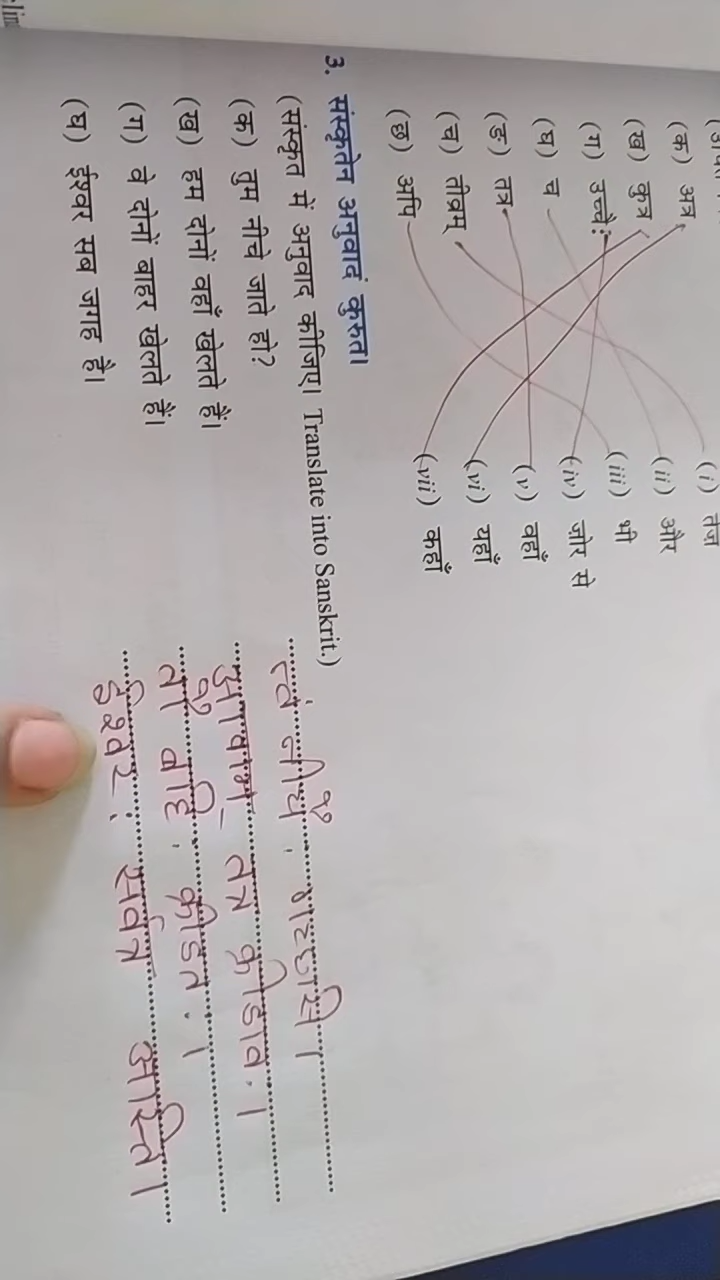 (क) अत्र (i) तेज
(ख) कुत्र (ii) और
(ग) उच्चैः (iii) भी
(घ) च (iv) ज़ोर से
(ङ) तत्र (v) वहाँ
(च) तीव्रम् (vi) यहाँ
(छ) अपि (vii) कहाँ
3. संस्कृतेन अनुवादं कुरुत।
(संस्कृत में अनुवाद कीजिए। Translate into Sanskrit.)
(क) तुम नीचे जाते हो? त्वं नीचैः गच्छसि।
(ख) हम दोनों वहाँ खेलते हैं। आवाम् तत्र क्रीडावः।
(ग) वे दोनों बाहर खेलते हैं। तौ बहिः क्रीडतः।
(घ) ईश्वर सब जगह है। ईश्वरः सर्वत्र अस्ति।